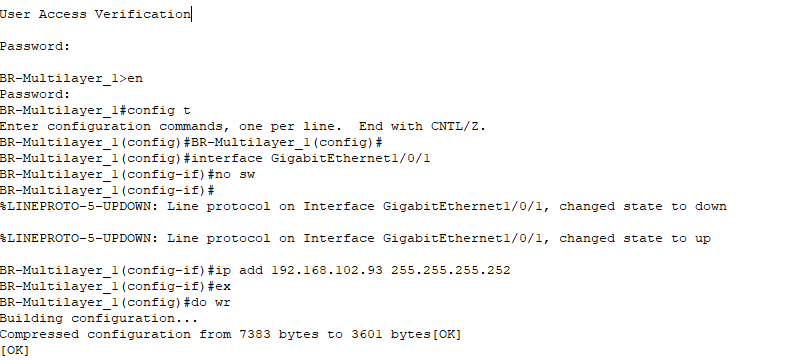 User Access Verification
Password:
BR-Multilayer_1>en
Password:
BR-Multilayer_1#config t
Enter configuration commands, one per line.  End with CNTL/Z.
BR-Multilayer_1(config)#BR-Multilayer_1(config)#
BR-Multilayer_1(config)#interface GigabitEthernet1/0/1
BR-Multilayer_1(config-if)#no sw
BR-Multilayer_1(config-if)#
%LINEPROTO-5-UPDOWN: Line protocol on Interface GigabitEthernet1/0/1, changed state to down
%LINEPROTO-5-UPDOWN: Line protocol on Interface GigabitEthernet1/0/1, changed state to up
BR-Multilayer_1(config-if)#ip add 192.168.102.93 255.255.255.252
BR-Multilayer_1(config-if)#ex
BR-Multilayer_1(config)#do wr
Building configuration...
Compressed configuration from 7383 bytes to 3601 bytes[OK]
[OK]